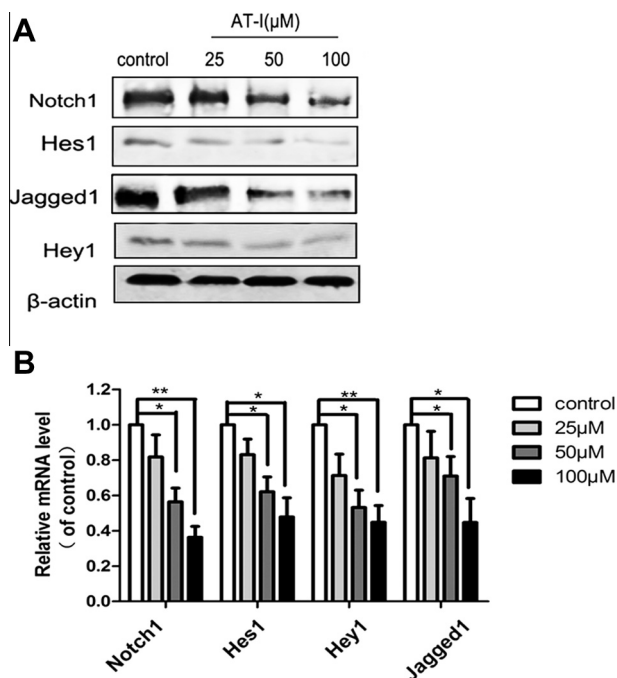 A
AT-I(μM)
control 25 50 100
Notch1
Hes1
Jagged1
Hey1
β-actin
B
Relative mRNA level
( of control)
1.2
1.0
0.8
0.6
0.4
0.2
0.0
** * * * ** * * *
control
25μM
50μM
100μM
Notch1 Hes1 Hey1 Jagged1